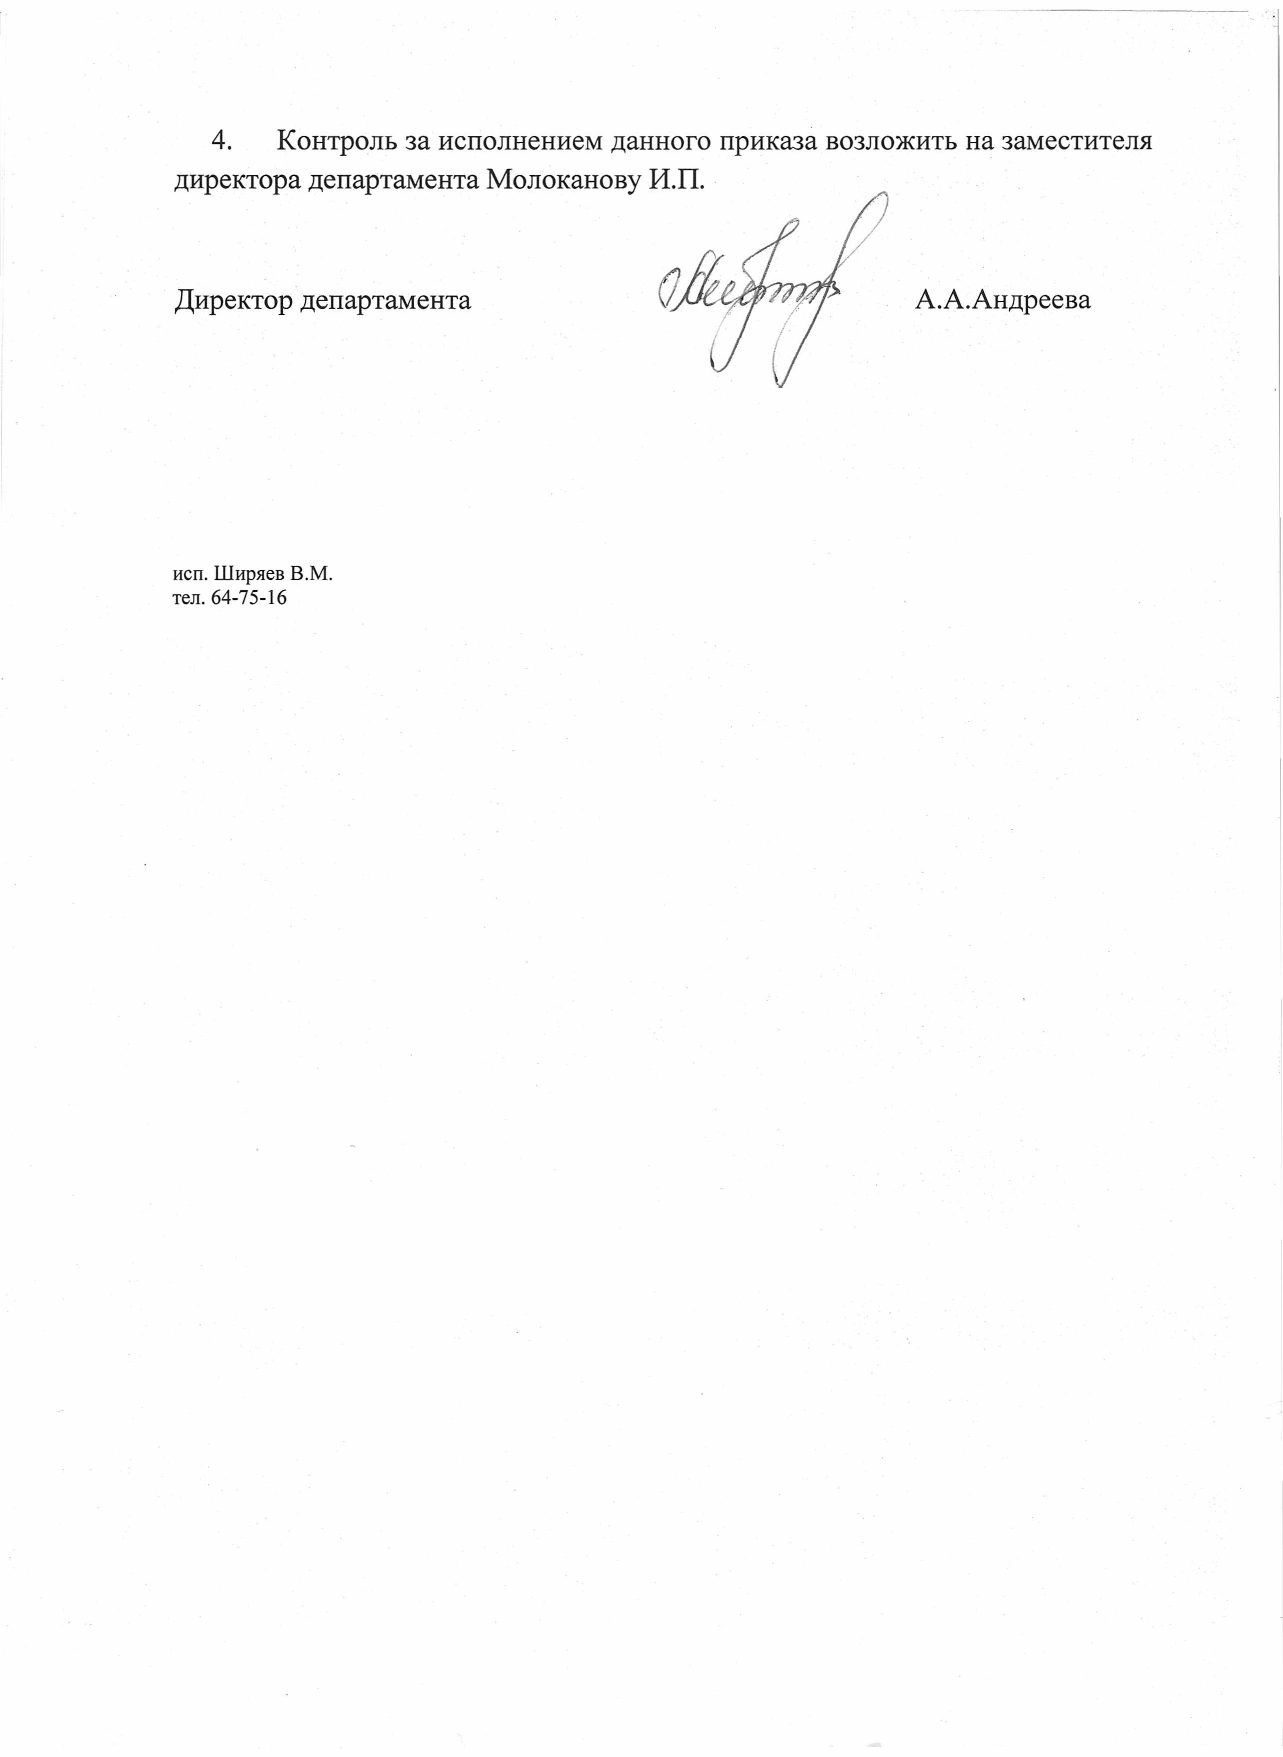 4. Контроль за исполнением данного приказа возложить на заместителя
директора департамента Молоканову И.П.
Директор департамента А.А.Андреева
исп. Ширяев В.М.
тел. 64-75-16